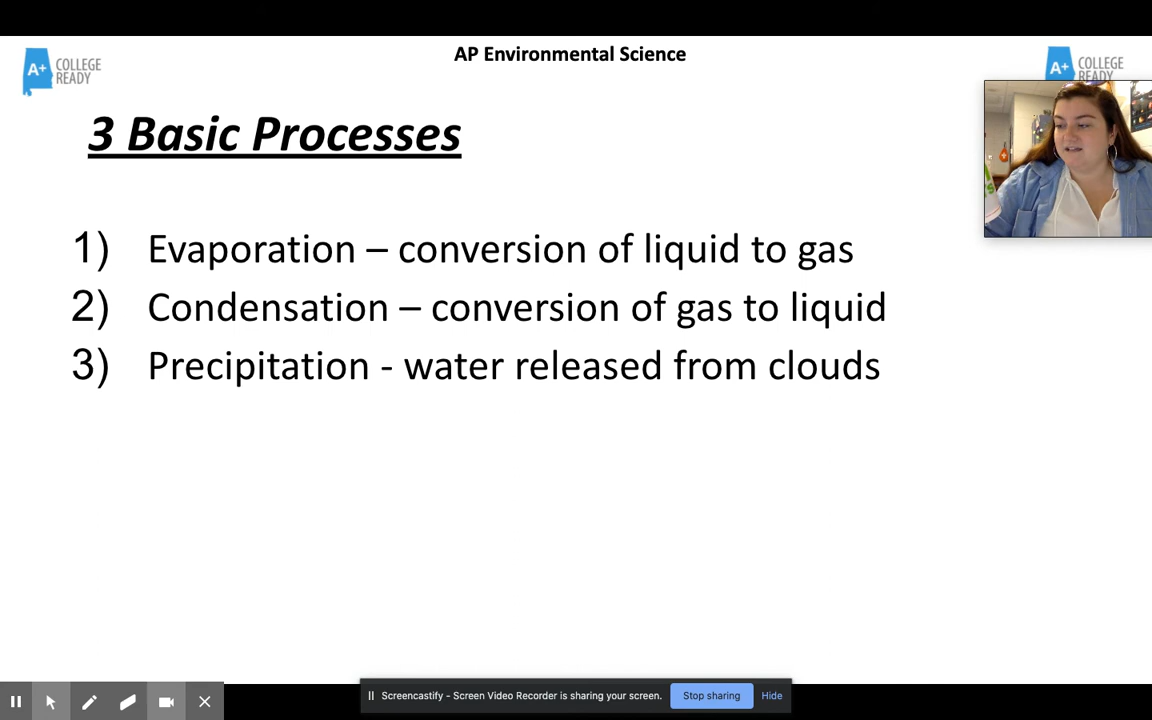 AP Environmental Science
A+ COLLEGE
READY
A+ COLLEGE
READY
3 Basic Processes
1) Evaporation – conversion of liquid to gas
2) Condensation – conversion of gas to liquid
3) Precipitation - water released from clouds
Screencastify - Screen Video Recorder is sharing your screen. Stop sharing Hide